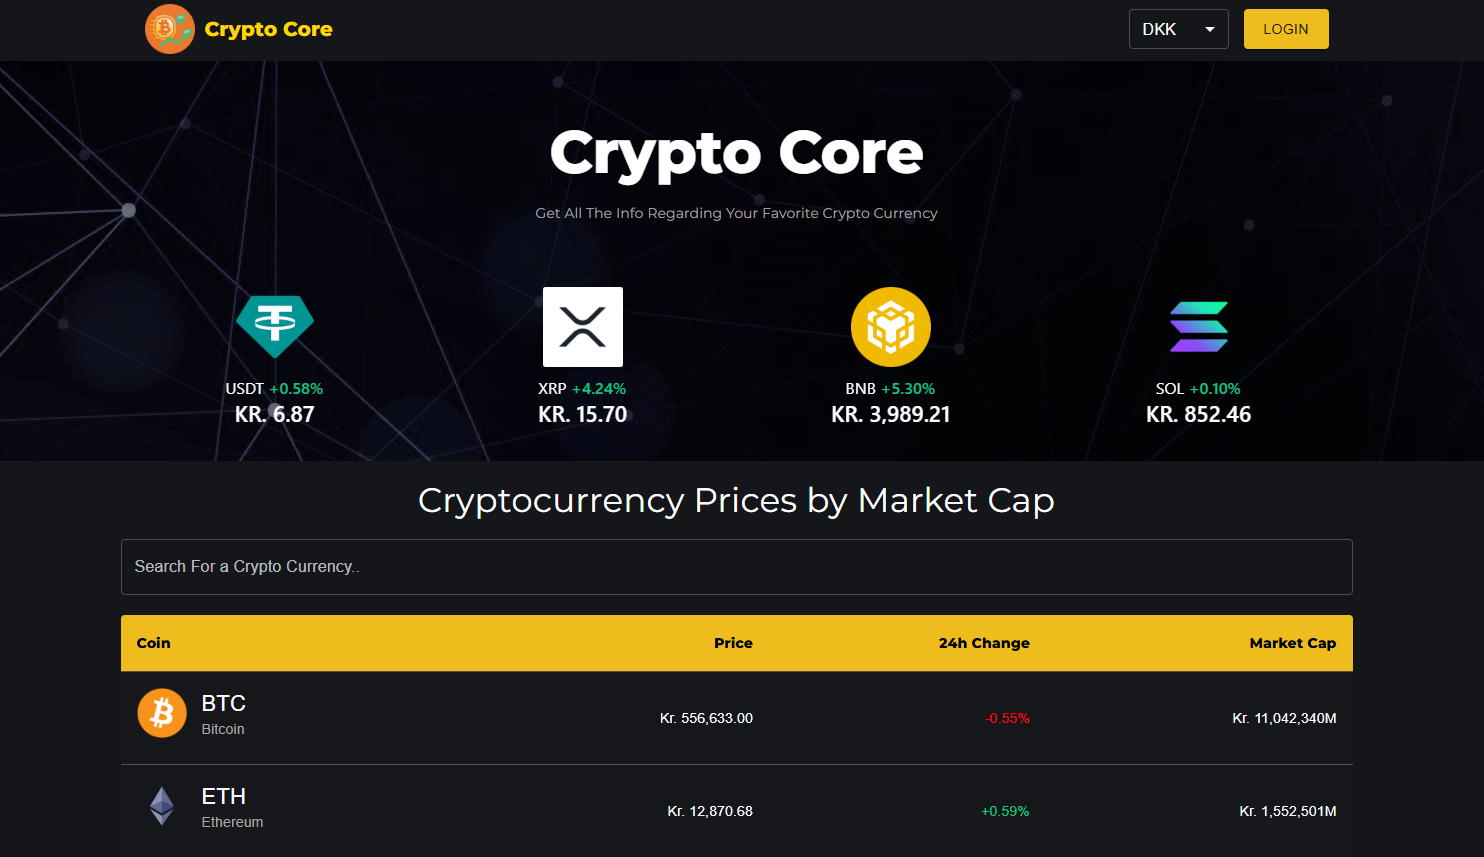 Crypto Core
DKK
LOGIN
Crypto Core
Get All The Info Regarding Your Favorite Crypto Currency
USDT +0.58%
KR. 6.87
XRP +4.24%
KR. 15.70
BNB +5.30%
KR. 3,989.21
SOL +0.10%
KR. 852.46
Cryptocurrency Prices by Market Cap
Search For a Crypto Currency..
Coin Price 24h Change Market Cap
BTC
Bitcoin
Kr. 556,633.00 -0.55% Kr. 11,042,340M
ETH
Ethereum
Kr. 12,870.68 +0.59% Kr. 1,552,501M